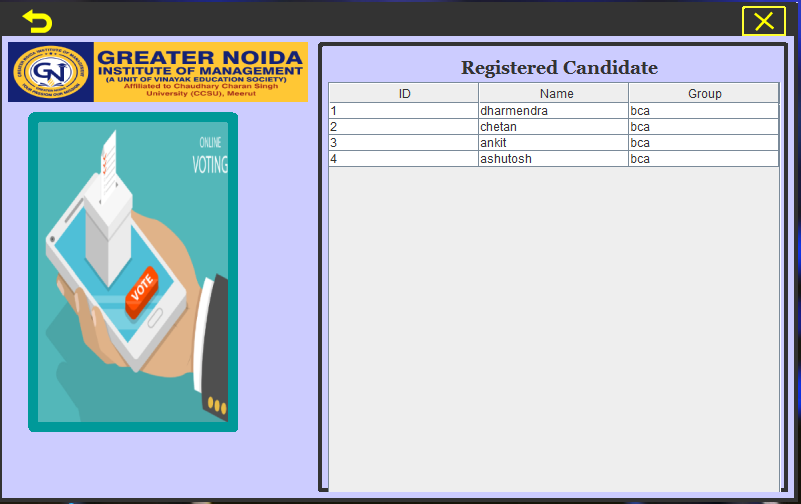 GREATER NOIDA
INSTITUTE OF MANAGEMENT
(A UNIT OF VINAYAK EDUCATION SOCIETY)
Affiliated to Chaudhary Charan Singh
University (CCSU), Meerut
GN
ONLINE
VOTING
VOTE
Registered Candidate
ID Name Group
1 dharmendra bca
2 chetan bca
3 ankit bca
4 ashutosh bca